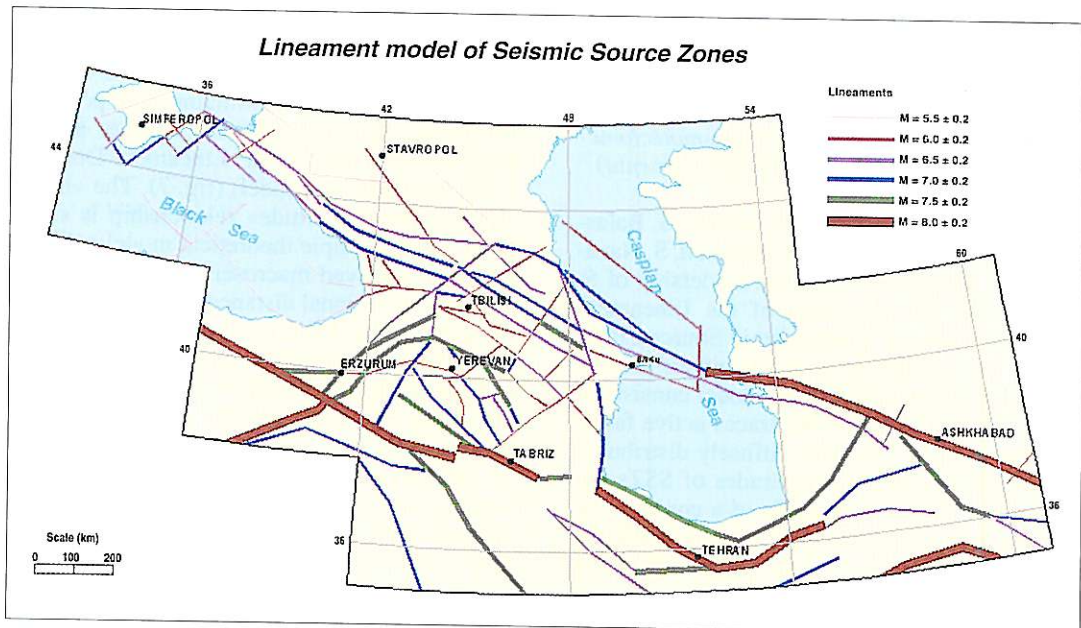 Lineament model of Seismic Source Zones
36
42
48
54
60
44
40
36
40
36
SIMFEROPOL
STAVROPOL
Black
Sea
Caspian
Sea
TBILISI
ERZURUM
YEREVAN
BAKU
TABRIZ
TEHRAN
ASHKHABAD
Lineaments
M = 5.5 ± 0.2
M = 6.0 ± 0.2
M = 6.5 ± 0.2
M = 7.0 ± 0.2
M = 7.5 ± 0.2
M = 8.0 ± 0.2
Scale (km)
0 100 200